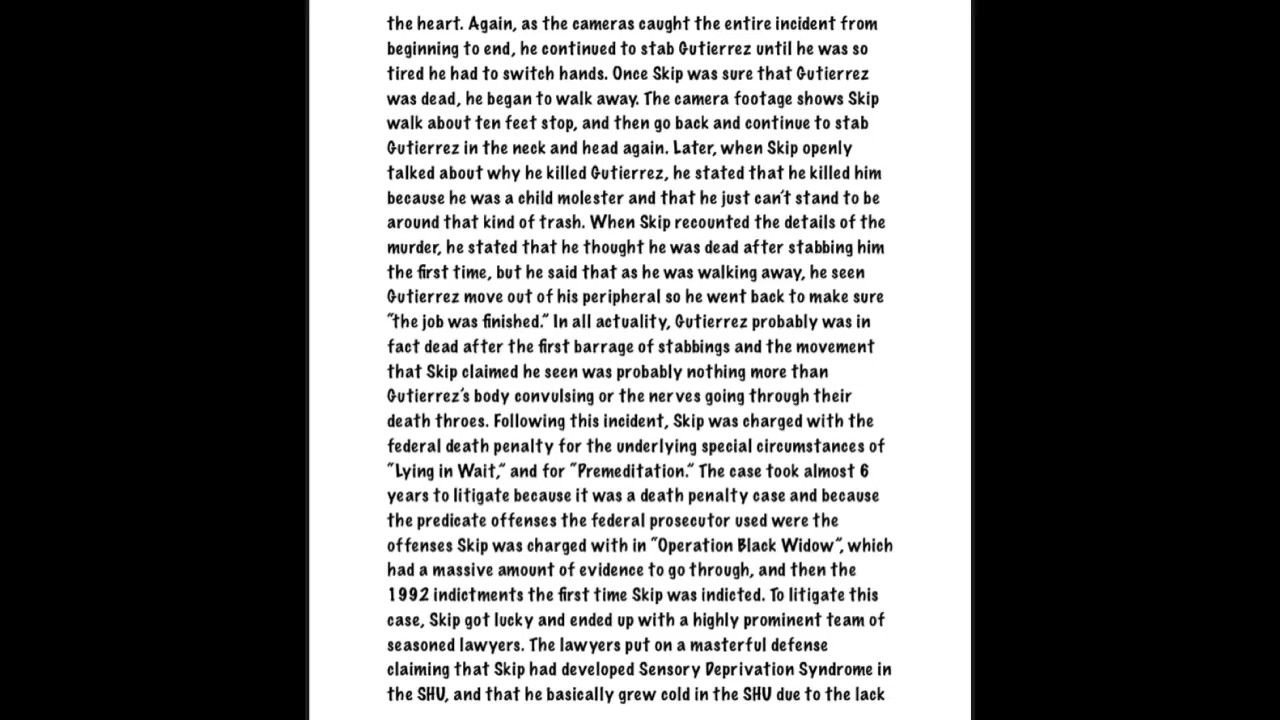 the heart. Again, as the cameras caught the entire incident from
beginning to end, he continued to stab Gutierrez until he was so
tired he had to switch hands. Once Skip was sure that Gutierrez
was dead, he began to walk away. The camera footage shows Skip
walk about ten feet stop, and then go back and continue to stab
Gutierrez in the neck and head again. Later, when Skip openly
talked about why he killed Gutierrez, he stated that he killed him
because he was a child molester and that he just can't stand to be
around that kind of trash. When Skip recounted the details of the
murder, he stated that he thought he was dead after stabbing him
the first time, but he said that as he was walking away, he seen
Gutierrez move out of his peripheral so he went back to make sure
"the job was finished." In all actuality, Gutierrez probably was in
fact dead after the first barrage of stabbings and the movement
that Skip claimed he seen was probably nothing more than
Gutierrez's body convulsing or the nerves going through their
death throes. Following this incident, Skip was charged with the
federal death penalty for the underlying special circumstances of
"Lying in Wait," and for "Premeditation." The case took almost 6
years to litigate because it was a death penalty case and because
the predicate offenses the federal prosecutor used were the
offenses Skip was charged with in "Operation Black Widow", which
had a massive amount of evidence to go through, and then the
1992 indictments the first time Skip was indicted. To litigate this
case, Skip got lucky and ended up with a highly prominent team of
seasoned lawyers. The lawyers put on a masterful defense
claiming that Skip had developed Sensory Deprivation Syndrome in
the SHU, and that he basically grew cold in the SHU due to the lack